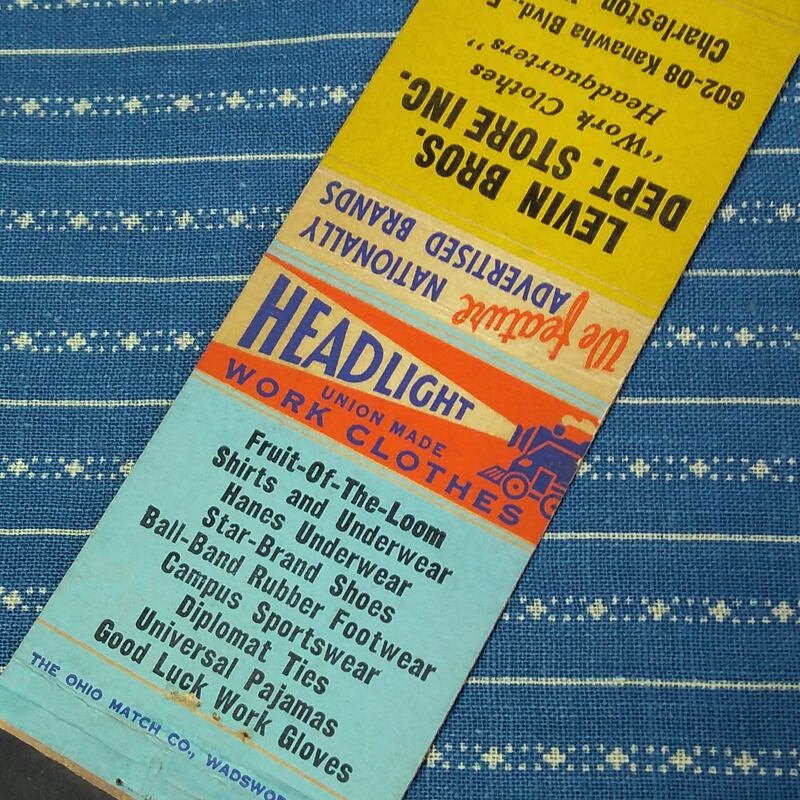 602-08 Kanawha Blvd.,
Charleston,
"Work Clothes
Headquarters"
LEVIN BROS.
DEPT. STORE INC.
We feature NATIONALLY
ADVERTISED BRANDS
HEADLIGHT
UNION MADE
WORK CLOTHES
Fruit-Of-The-Loom
Shirts and Underwear
Hanes Underwear
Star-Brand Shoes
Ball-Band Rubber Footwear
Campus Sportswear
Diplomat Ties
Universal Pajamas
Good Luck Work Gloves
THE OHIO MATCH CO., WADSWOR